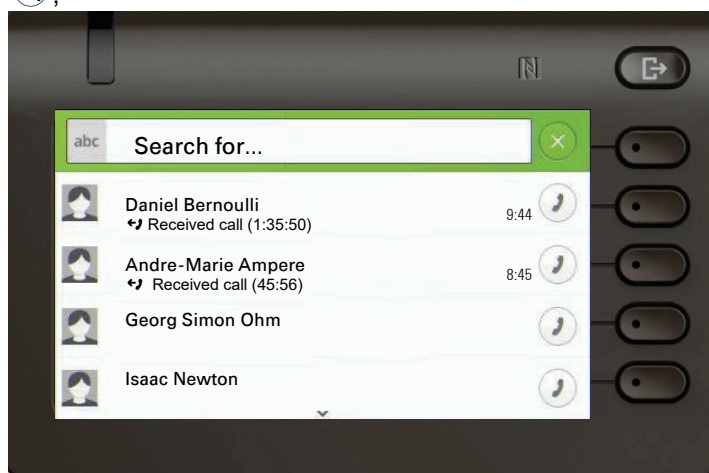 abc
Search for...
Daniel Bernoulli
Received call (1:35:50)
9:44
Andre-Marie Ampere
Received call (45:56)
8:45
Georg Simon Ohm
Isaac Newton